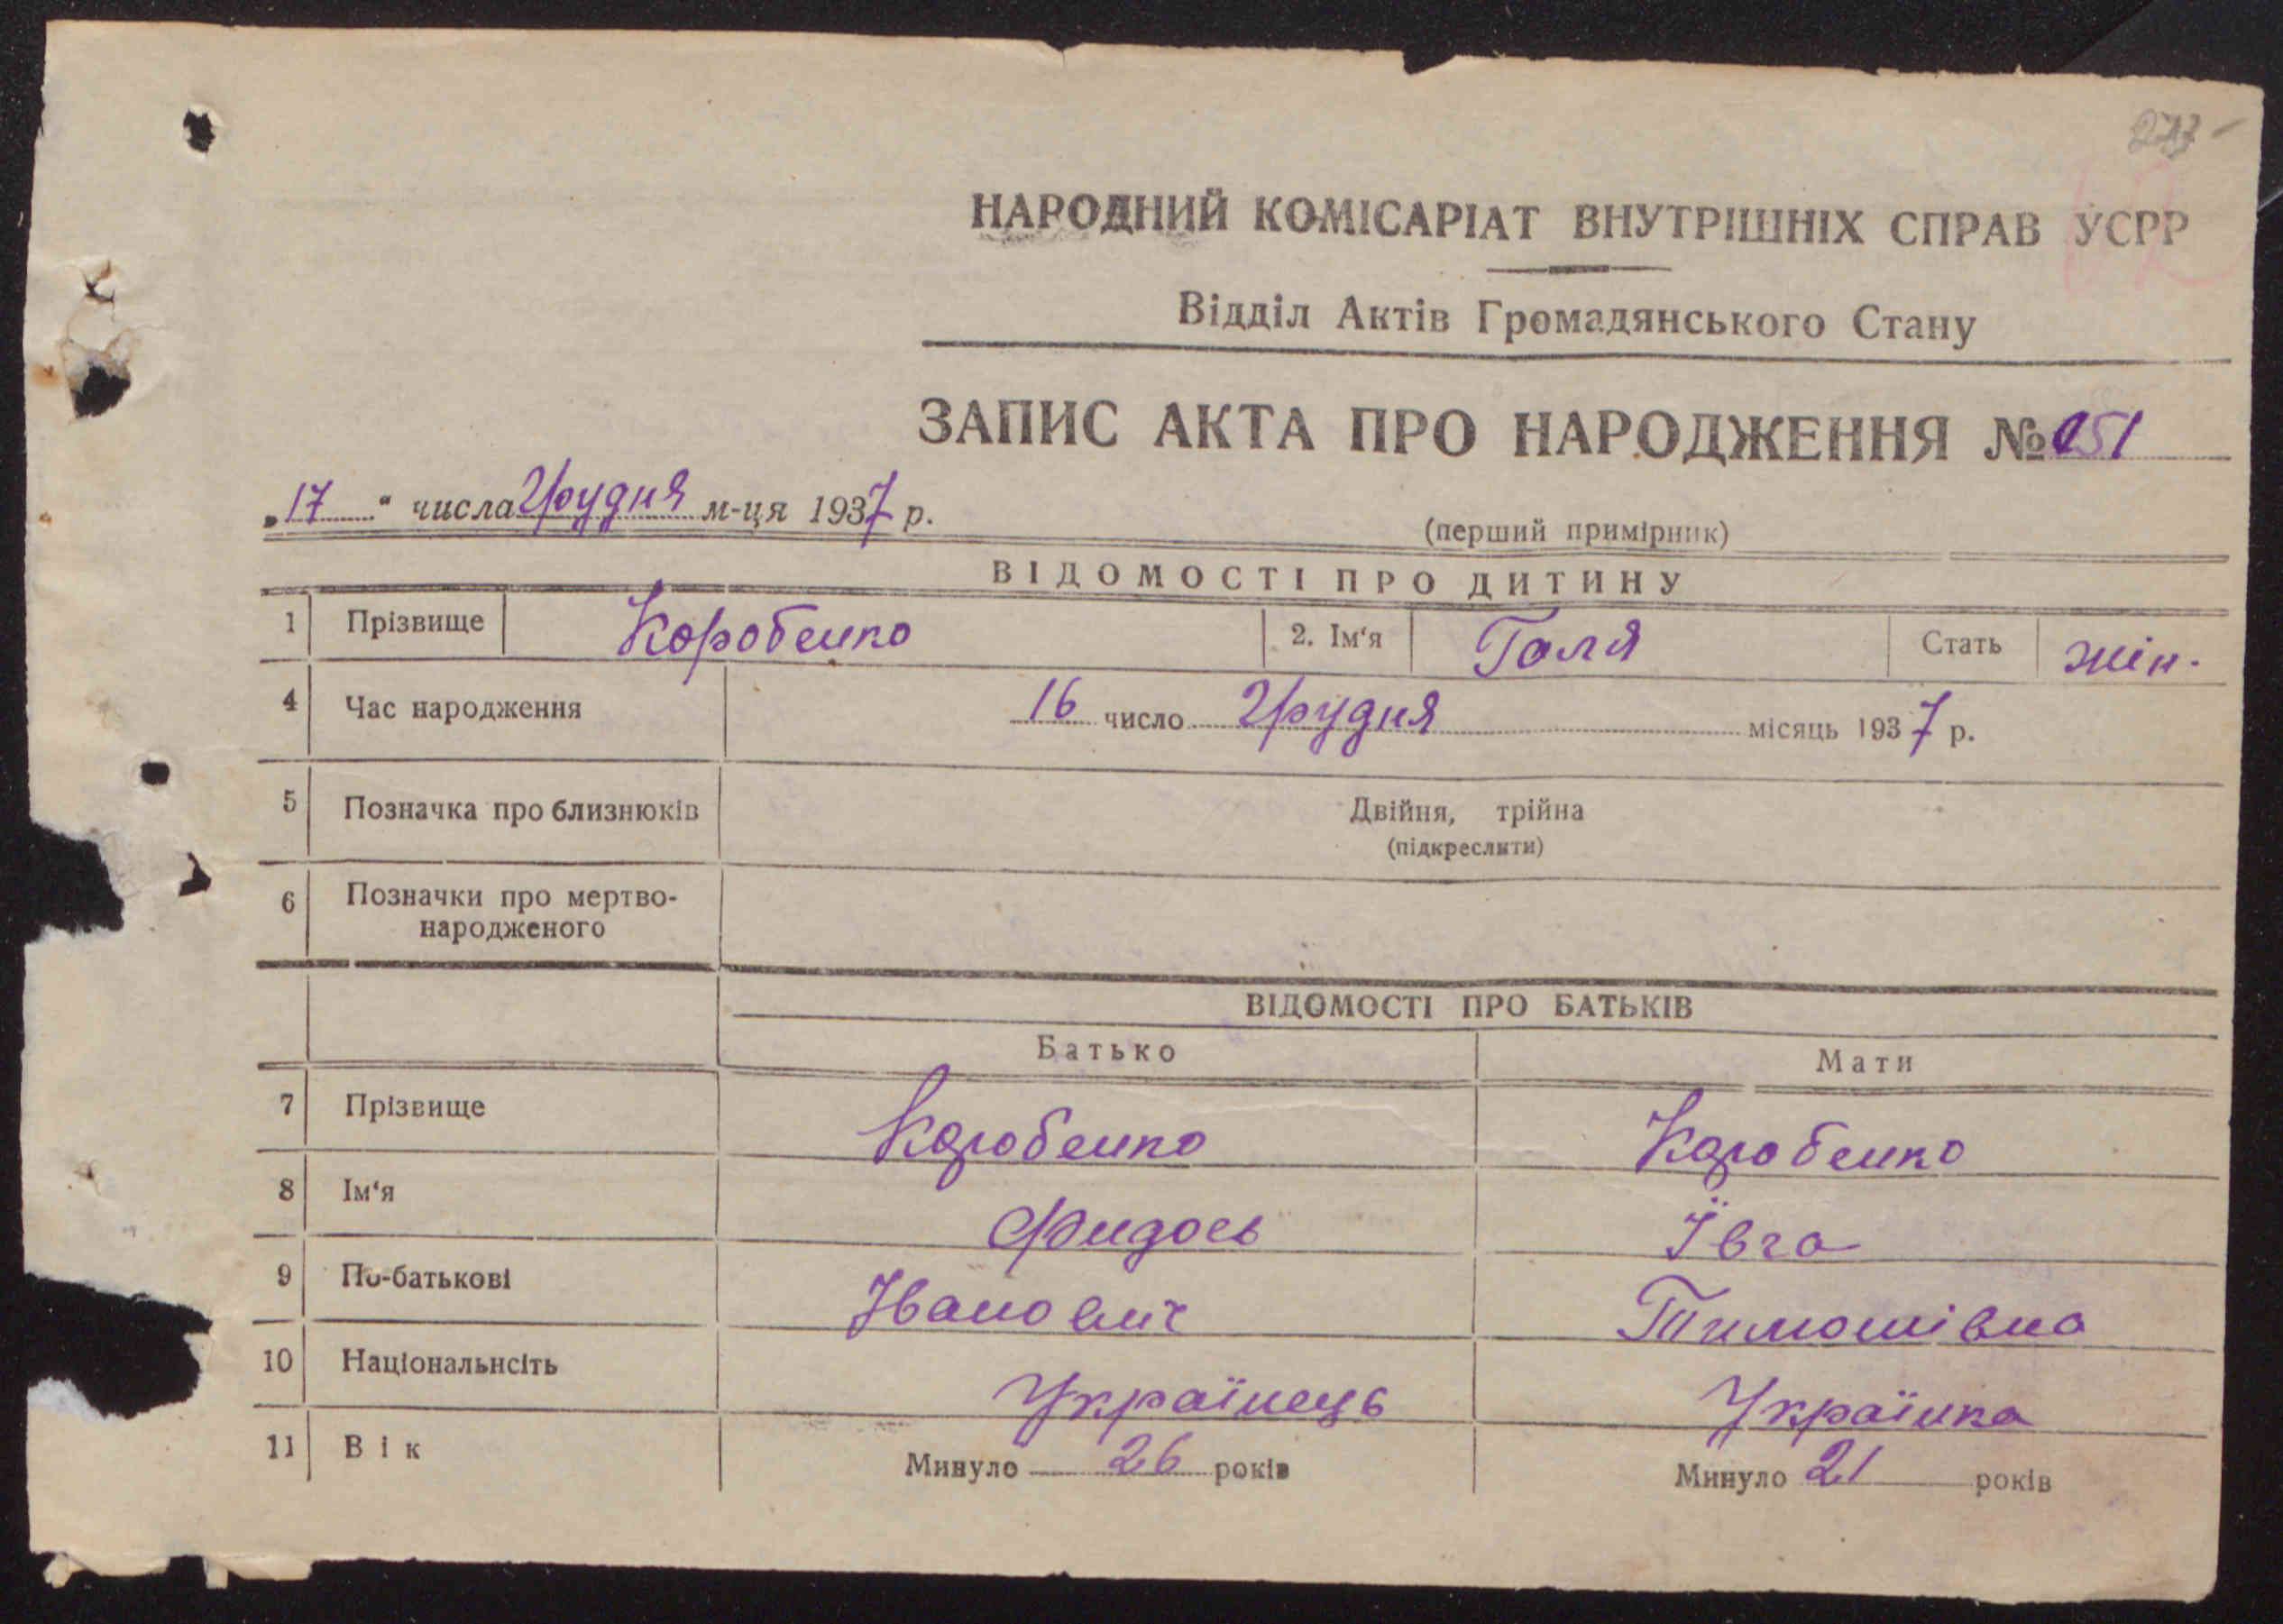 НАРОДНИЙ КОМІСАРІАТ ВНУТРІШНІХ СПРАВ УСРР
Відділ Актів Громадянського Стану
ЗАПИС АКТА ПРО НАРОДЖЕННЯ № 251
„17“ числа Грудня м-ця 1937 р.
(перший примірник)
ВІДОМОСТІ ПРО ДИТИНУ
1 Прізвище Коробенко 2. Ім‘я Галя Стать жін.
4 Час народження 16 число Грудня місяць 1937 р.
5 Позначка про близнюків Двійня, трійна
(підкреслити)
6 Позначки про мертво-
народженого
ВІДОМОСТІ ПРО БАТЬКІВ
Батько Мати
7 Прізвище Коробенко Коробенко
8 Ім‘я Фидось Ївга
9 По-батькові Іванович Тимошівна
10 Національнсіть Українець Українка
11 Вік Минуло 26 років Минуло 21 років